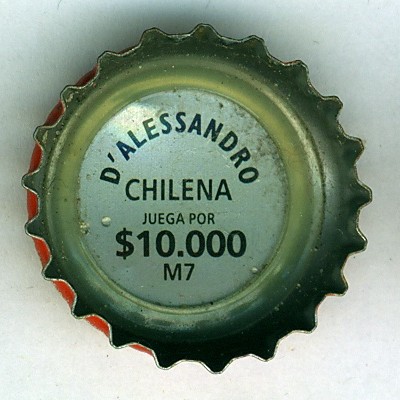 D'ALESSANDRO
CHILENA
JUEGA POR
$10.000
M7